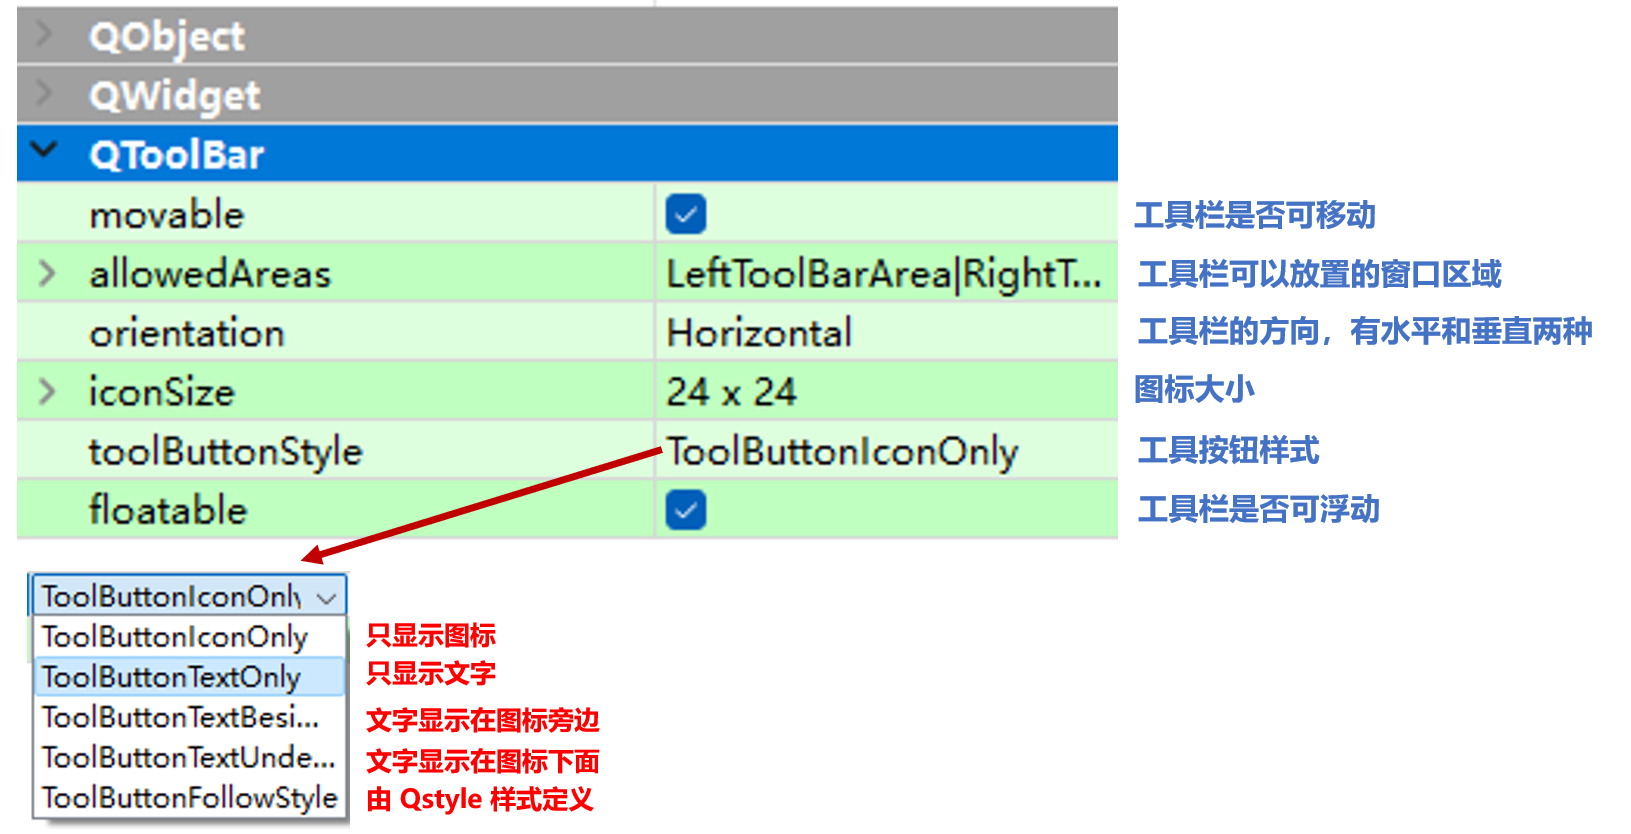 QObject
QWidget
QToolBar
movable 工具栏是否可移动
allowedAreas LeftToolBarArea|RightT... 工具栏可以放置的窗口区域
orientation Horizontal 工具栏的方向，有水平和垂直两种
iconSize 24 x 24 图标大小
toolButtonStyle ToolButtonIconOnly 工具按钮样式
floatable 工具栏是否可浮动
ToolButtonIconOnly
ToolButtonIconOnly 只显示图标
ToolButtonTextOnly 只显示文字
ToolButtonTextBesi... 文字显示在图标旁边
ToolButtonTextUnde... 文字显示在图标下面
ToolButtonFollowStyle 由 Qstyle 样式定义